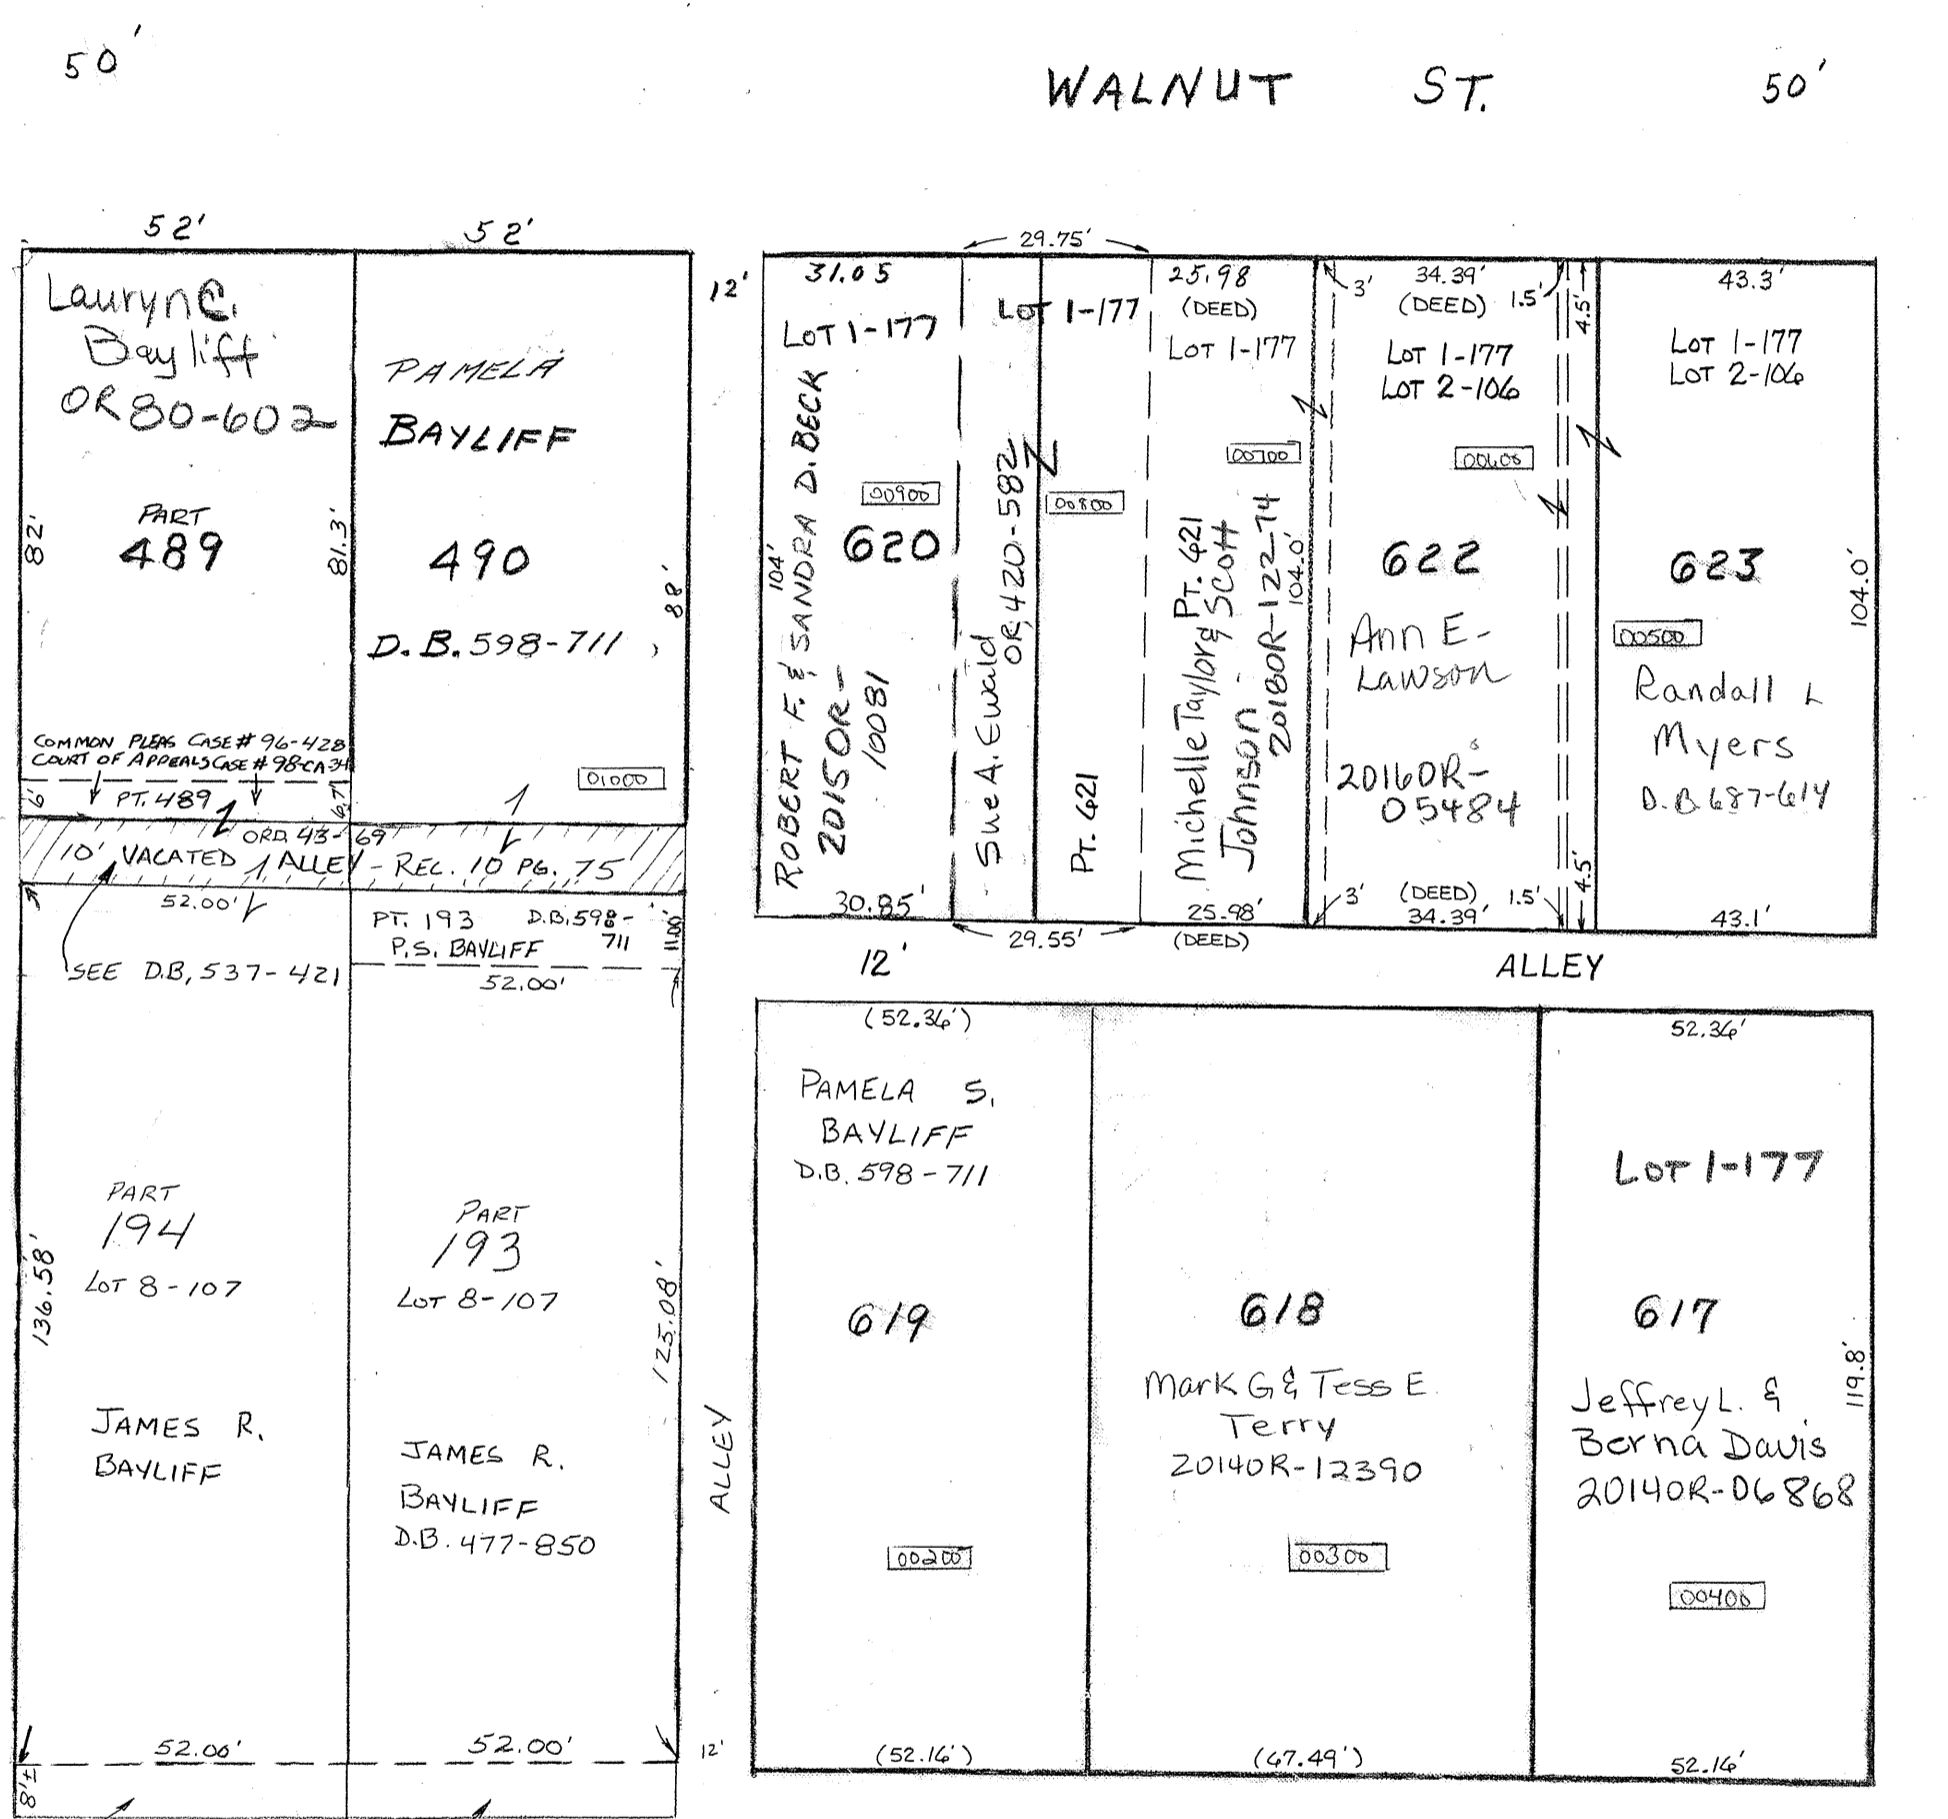 50'
WALNUT ST.
50'
52'
52'
12'
29.75'
Lauryn C.
Bayliff
OR 80-602
PART
489
82'
81.3'
COMMON PLEAS CASE # 96-428
COURT OF APPEALS CASE # 98-CA-34
6'
PT. 489
6.7'
PAMELA
BAYLIFF
490
D.B. 598-711
88'
01000
ORD. 43-69
10' VACATED ALLEY - REC. 10 PG. 75
52.00'
SEE D.B. 537-421
PT. 193 D.B. 598-
711
P.S. BAYLIFF
11.00'
52.00'
PART
194
LOT 8-107
136.58'
JAMES R.
BAYLIFF
52.00'
8'±
PART
193
LOT 8-107
125.08'
JAMES R.
BAYLIFF
D.B. 477-850
52.00'
ALLEY
12'
31.05
LOT 1-177
104'
ROBERT F. & SANDRA D. BECK
2015OR-
10081
00900
620
30.85'
LOT 1-177
Sue A. Ewald
OR 420-582
00800
PT. 621
29.55'
25.98
(DEED)
LOT 1-177
00700
PT. 621
Michelle Taylor & Scott
Johnson
2018OR-122-74
104.0'
25.98'
(DEED)
3'
34.39'
(DEED)
1.5'
4.5'
LOT 1-177
LOT 2-106
00600
622
Ann E-
Lawson
2016OR-
05484
3'
(DEED)
34.39'
1.5'
4.5'
43.3'
LOT 1-177
LOT 2-106
623
104.0'
00500
Randall L
Myers
D.B 687-614
43.1'
12'
ALLEY
(52.36')
PAMELA S.
BAYLIFF
D.B. 598-711
619
00200
(52.16')
618
Mark G & Tess E.
Terry
2014OR-12390
00300
(67.49')
52.36'
LOT 1-177
617
119.8'
Jeffrey L. &
Berna Davis
2014OR-06868
00400
52.16'